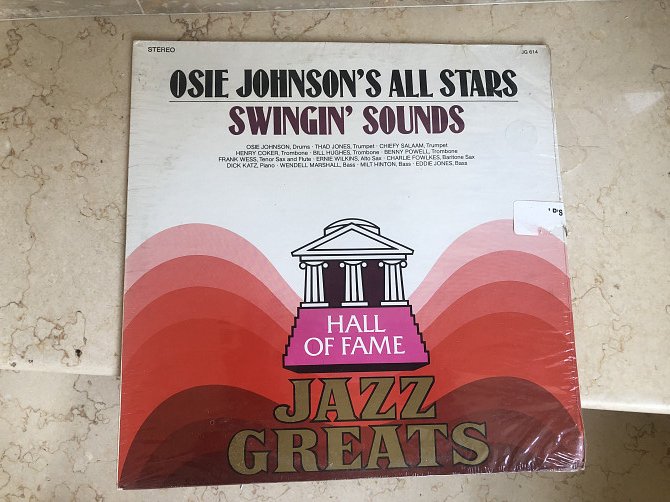 STEREO
JG 614
OSIE JOHNSON'S ALL STARS
SWINGIN' SOUNDS
OSIE JOHNSON, Drums · THAD JONES, Trumpet · CHIEFY SALAAM, Trumpet
HENRY COKER, Trombone · BILL HUGHES, Trombone · BENNY POWELL, Trombone
FRANK WESS, Tenor Sax and Flute · ERNIE WILKINS, Alto Sax · CHARLIE FOWLKES, Baritone Sax
DICK KATZ, Piano · WENDELL MARSHALL, Bass · MILT HINTON, Bass · EDDIE JONES, Bass
HALL
OF FAME
JAZZ
GREATS